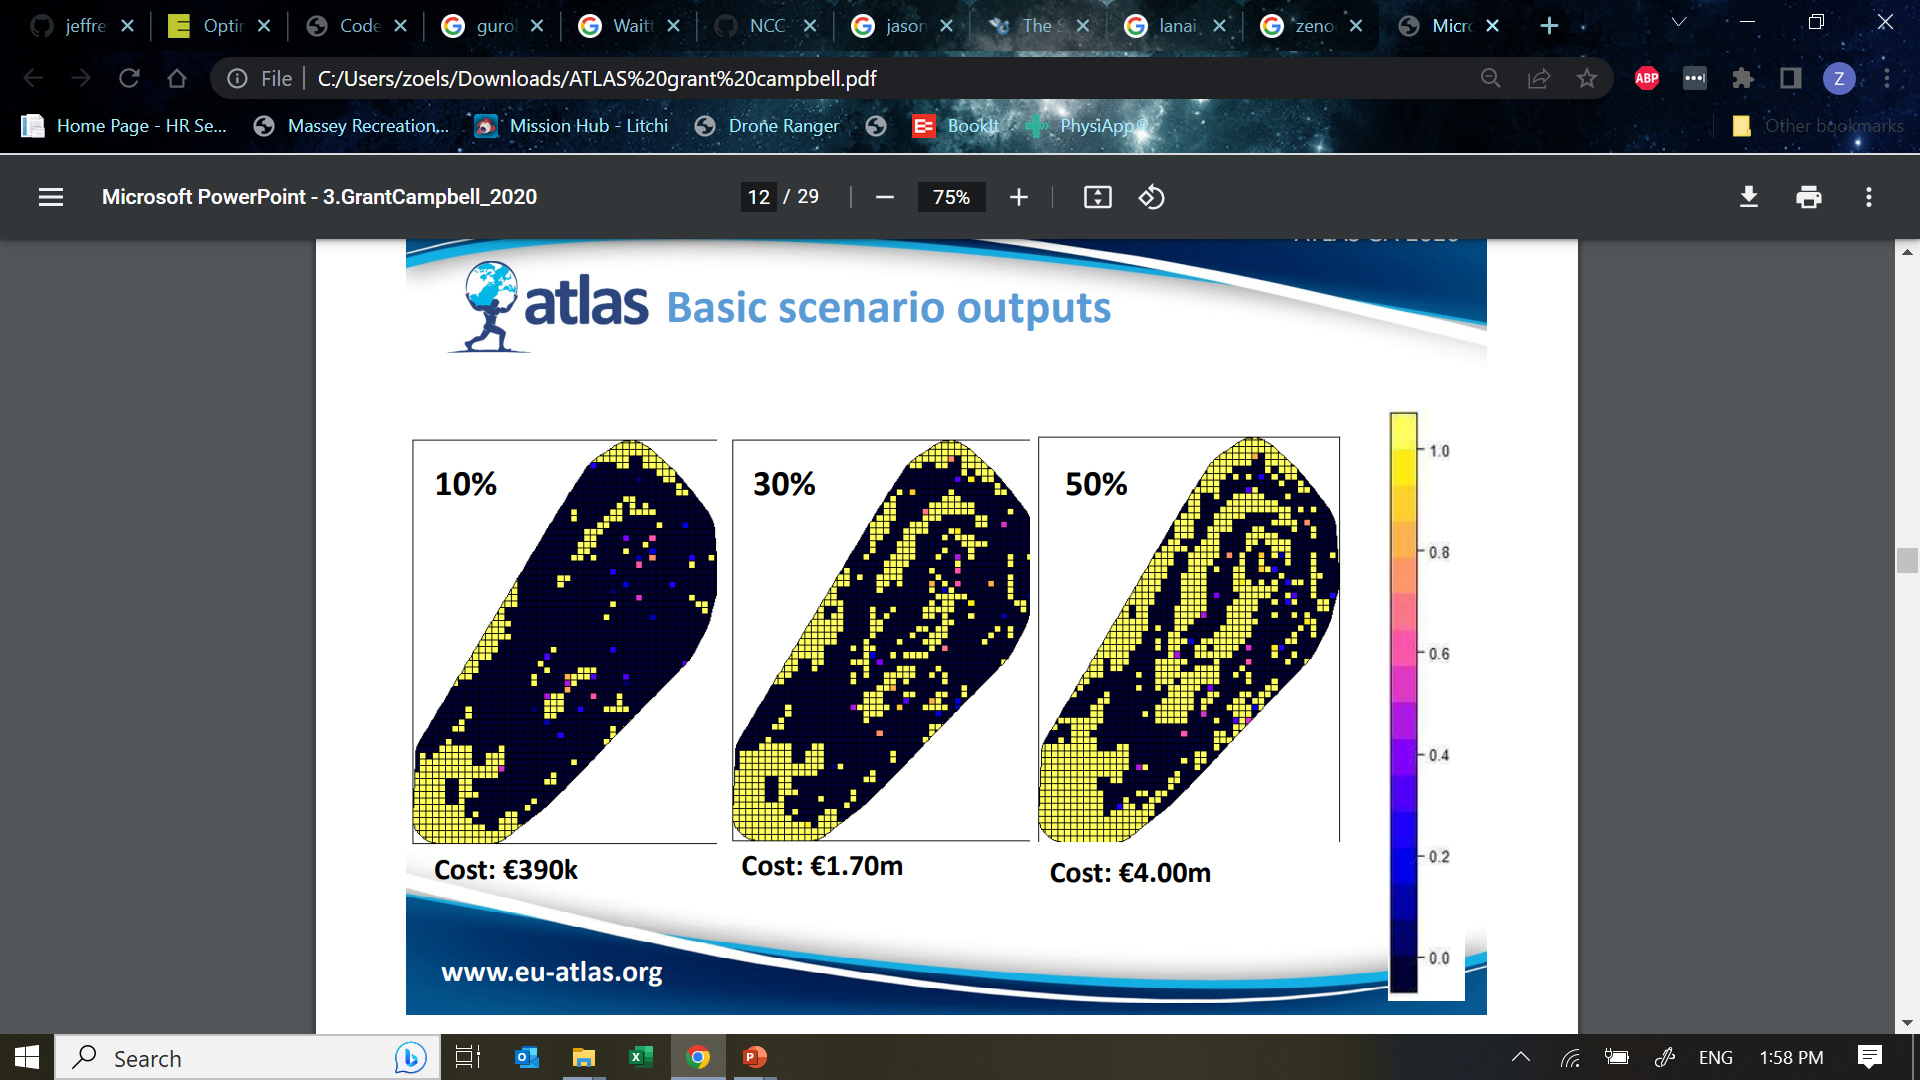 jeffre
Optir
Code
gurol
Wait
NCC-
jason
The S
lanai
zeno
Micro
File
C:/Users/zoels/Downloads/ATLAS%20grant%20campbell.pdf
ABP
Z
Home Page - HR Se...
Massey Recreation,...
Mission Hub - Litchi
Drone Ranger
BookIt
PhysiApp®
Other bookmarks
Microsoft PowerPoint - 3.GrantCampbell_2020
12 / 29
75%
atlas Basic scenario outputs
10%
30%
50%
1.0
0.8
0.6
0.4
0.2
0.0
Cost: €390k
Cost: €1.70m
Cost: €4.00m
www.eu-atlas.org
Search
ENG
1:58 PM